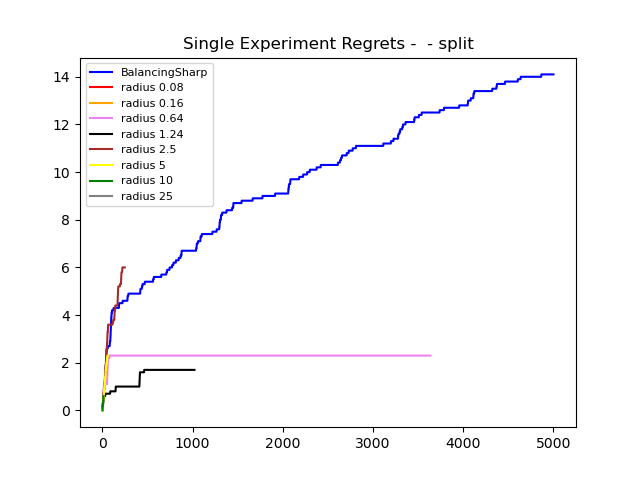 Single Experiment Regrets -  - split
BalancingSharp
radius 0.08
radius 0.16
radius 0.64
radius 1.24
radius 2.5
radius 5
radius 10
radius 25
14
12
10
8
6
4
2
0
0 1000 2000 3000 4000 5000